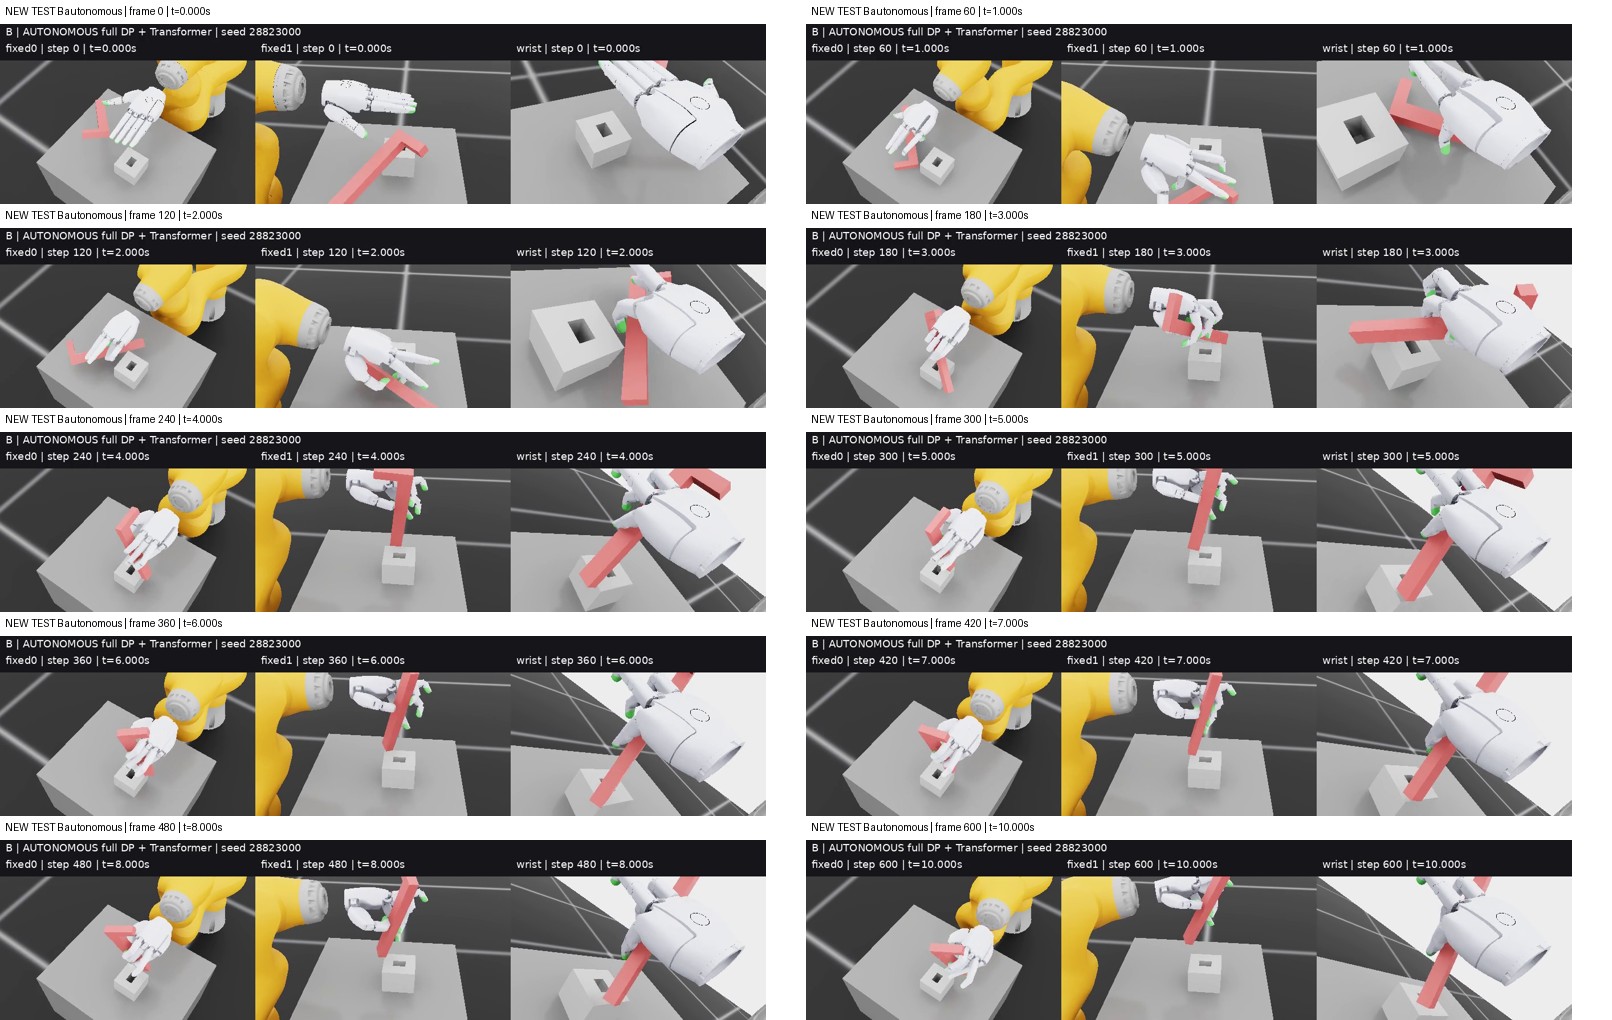 NEW TEST Bautonomous | frame 0 | t=0.000s
B | AUTONOMOUS full DP + Transformer | seed 28823000
fixed0 | step 0 | t=0.000s
fixed1 | step 0 | t=0.000s
wrist | step 0 | t=0.000s
NEW TEST Bautonomous | frame 60 | t=1.000s
B | AUTONOMOUS full DP + Transformer | seed 28823000
fixed0 | step 60 | t=1.000s
fixed1 | step 60 | t=1.000s
wrist | step 60 | t=1.000s
NEW TEST Bautonomous | frame 120 | t=2.000s
B | AUTONOMOUS full DP + Transformer | seed 28823000
fixed0 | step 120 | t=2.000s
fixed1 | step 120 | t=2.000s
wrist | step 120 | t=2.000s
NEW TEST Bautonomous | frame 180 | t=3.000s
B | AUTONOMOUS full DP + Transformer | seed 28823000
fixed0 | step 180 | t=3.000s
fixed1 | step 180 | t=3.000s
wrist | step 180 | t=3.000s
NEW TEST Bautonomous | frame 240 | t=4.000s
B | AUTONOMOUS full DP + Transformer | seed 28823000
fixed0 | step 240 | t=4.000s
fixed1 | step 240 | t=4.000s
wrist | step 240 | t=4.000s
NEW TEST Bautonomous | frame 300 | t=5.000s
B | AUTONOMOUS full DP + Transformer | seed 28823000
fixed0 | step 300 | t=5.000s
fixed1 | step 300 | t=5.000s
wrist | step 300 | t=5.000s
NEW TEST Bautonomous | frame 360 | t=6.000s
B | AUTONOMOUS full DP + Transformer | seed 28823000
fixed0 | step 360 | t=6.000s
fixed1 | step 360 | t=6.000s
wrist | step 360 | t=6.000s
NEW TEST Bautonomous | frame 420 | t=7.000s
B | AUTONOMOUS full DP + Transformer | seed 28823000
fixed0 | step 420 | t=7.000s
fixed1 | step 420 | t=7.000s
wrist | step 420 | t=7.000s
NEW TEST Bautonomous | frame 480 | t=8.000s
B | AUTONOMOUS full DP + Transformer | seed 28823000
fixed0 | step 480 | t=8.000s
fixed1 | step 480 | t=8.000s
wrist | step 480 | t=8.000s
NEW TEST Bautonomous | frame 600 | t=10.000s
B | AUTONOMOUS full DP + Transformer | seed 28823000
fixed0 | step 600 | t=10.000s
fixed1 | step 600 | t=10.000s
wrist | step 600 | t=10.000s